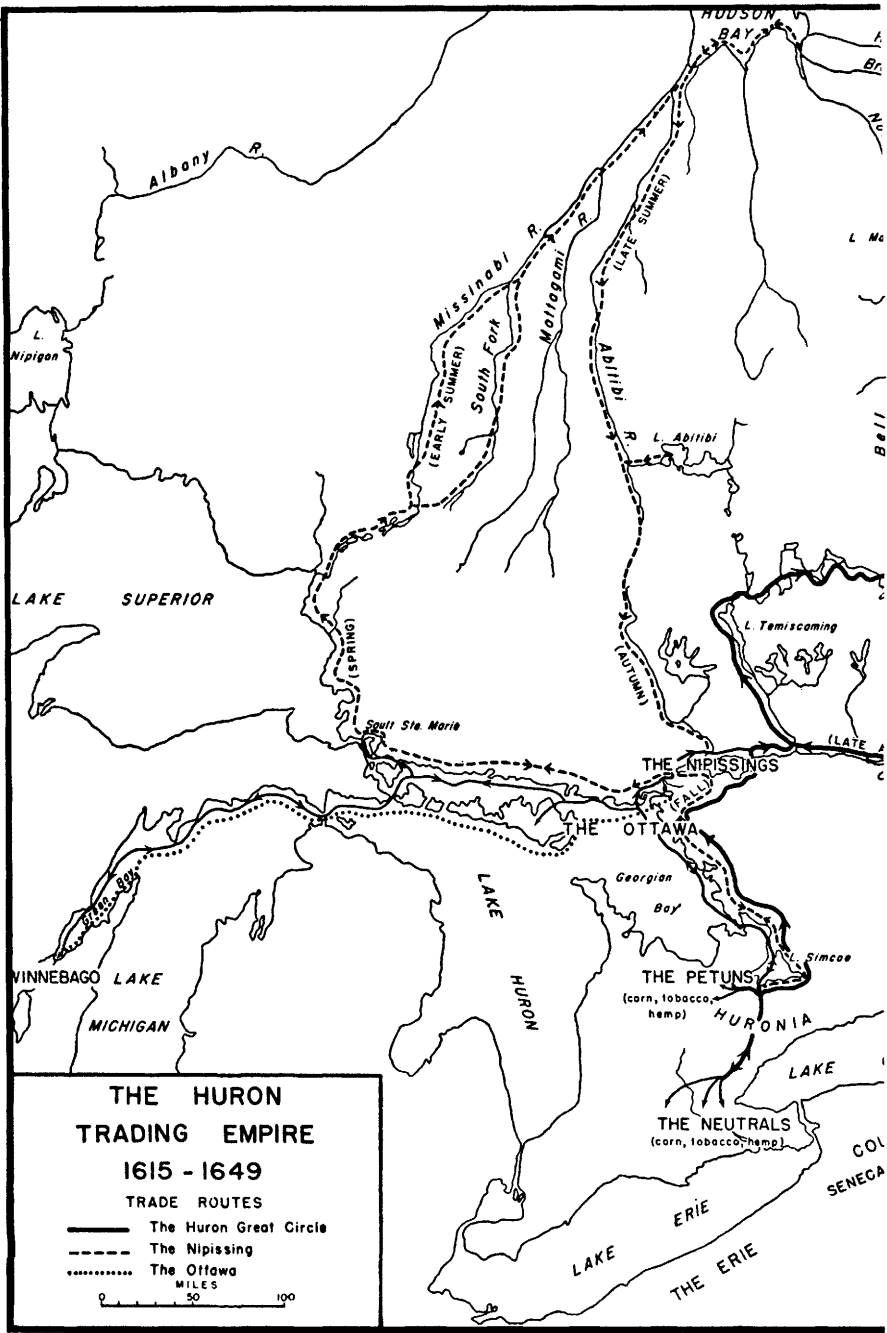 HUDSON
BAY
Albany R.
Missinabi R.
Mattagami R.
(LATE SUMMER)
L.
Nipigon
South Fork
(EARLY SUMMER)
Abitibi R.
L. Abitibi
Bell
LAKE SUPERIOR
L. Temiscaming
(SPRING)
(AUTUMN)
Sault Ste. Marie
(LATE
THE NIPISSINGS
(FALL)
THE OTTAWA
Green Bay
Georgian
Bay
LAKE
HURON
L. Simcoe
WINNEBAGO
LAKE
MICHIGAN
THE PETUNS
(corn, tobacco,
hemp)
HURONIA
LAKE
THE NEUTRALS
(corn, tobacco, hemp)
SENECA
LAKE ERIE
THE ERIE
THE HURON
TRADING EMPIRE
1615 - 1649
TRADE ROUTES
The Huron Great Circle
The Nipissing
The Ottawa
MILES
0 50 100